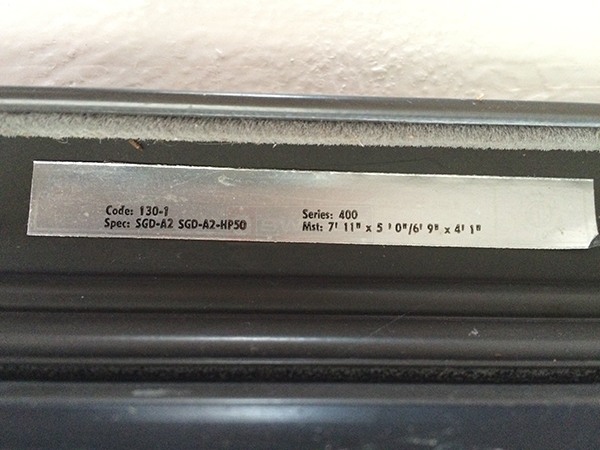 Code: 130-1
Spec: SGD-A2 SGD-A2-HP50
Series: 400
Mst: 7' 11" x 5 ' 0"/6' 9" x 4' 1"